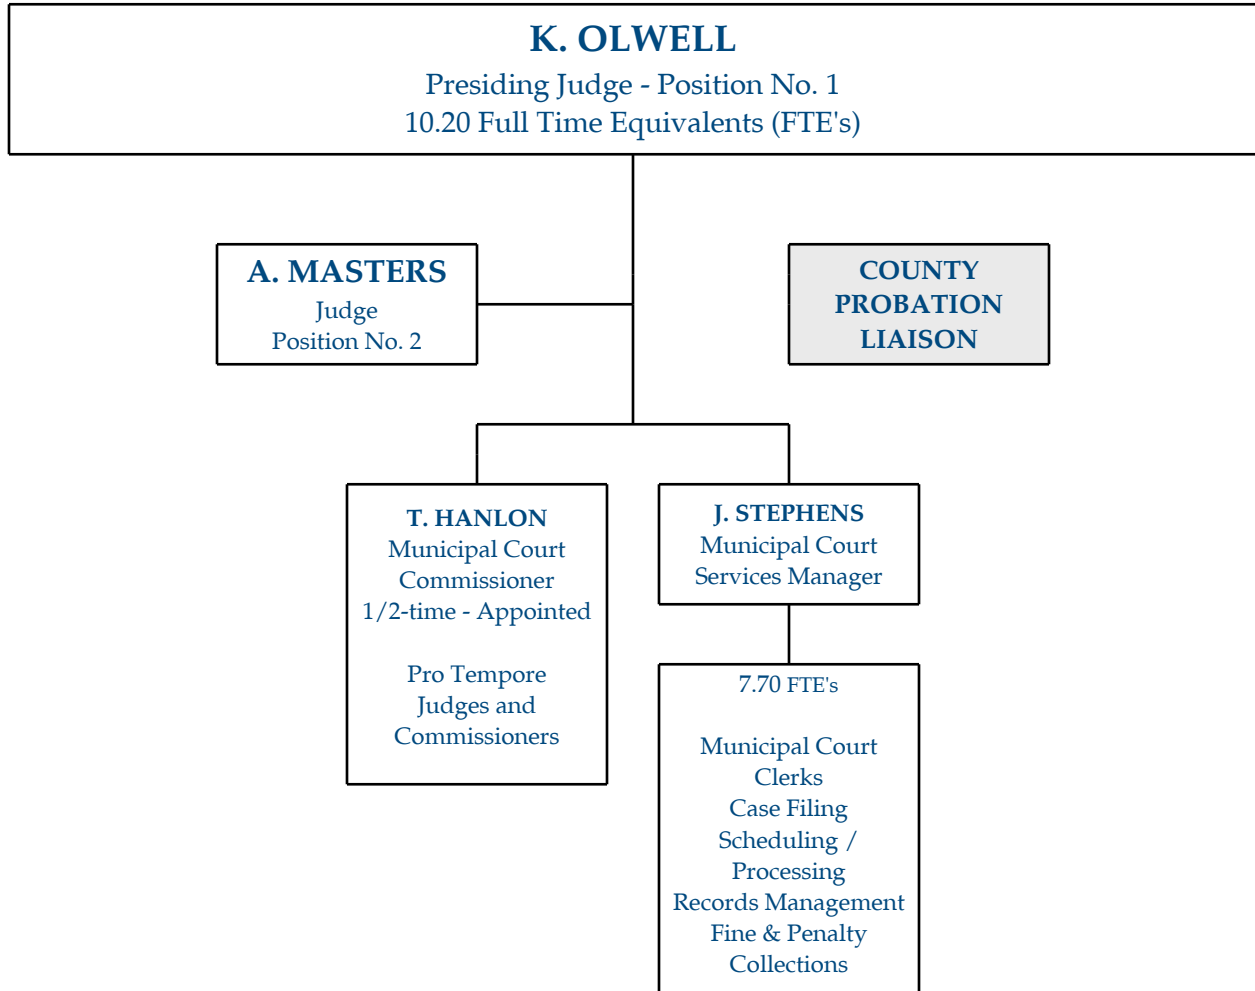 K. OLWELL
Presiding Judge - Position No. 1
10.20 Full Time Equivalents (FTE's)
A. MASTERS
Judge
Position No. 2
COUNTY
PROBATION
LIAISON
T. HANLON
Municipal Court
Commissioner
1/2-time - Appointed
Pro Tempore
Judges and
Commissioners
J. STEPHENS
Municipal Court
Services Manager
7.70 FTE's
Municipal Court
Clerks
Case Filing
Scheduling /
Processing
Records Management
Fine & Penalty
Collections